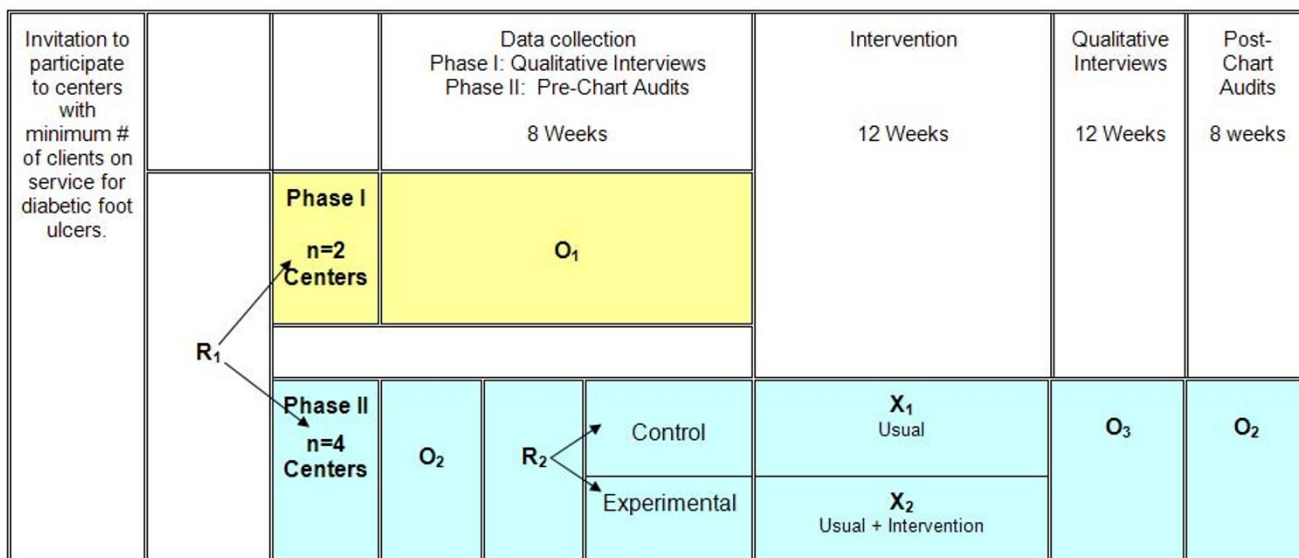 Invitation to
participate
to centers
with
minimum #
of clients on
service for
diabetic foot
ulcers.
Data collection
Phase I: Qualitative Interviews
Phase II:  Pre-Chart Audits
8 Weeks
Intervention
12 Weeks
Qualitative
Interviews
12 Weeks
Post-
Chart
Audits
8 weeks
R₁
Phase I
n=2
Centers
O₁
Phase II
n=4
Centers
O₂
R₂
Control
Experimental
X₁
Usual
X₂
Usual + Intervention
O₃
O₂